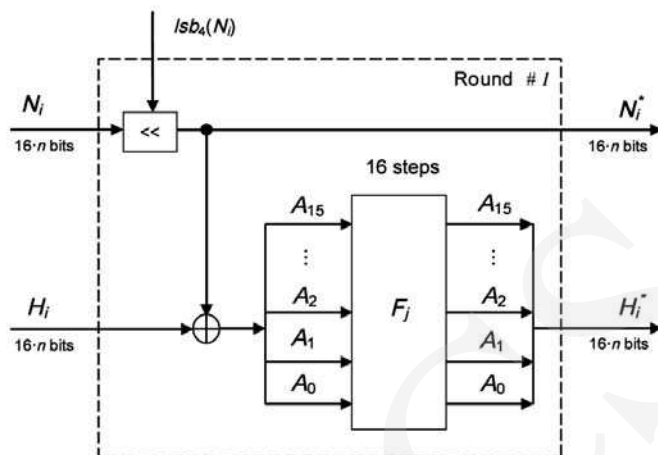 lsb₄(Nᵢ)
Round # 1
Nᵢ
<<
Nᵢ*
16·n bits
16·n bits
16 steps
A₁₅
A₁₅
⋮
⋮
A₂
Fⱼ
A₂
Hᵢ
Hᵢ*
A₁
A₁
16·n bits
16·n bits
A₀
A₀